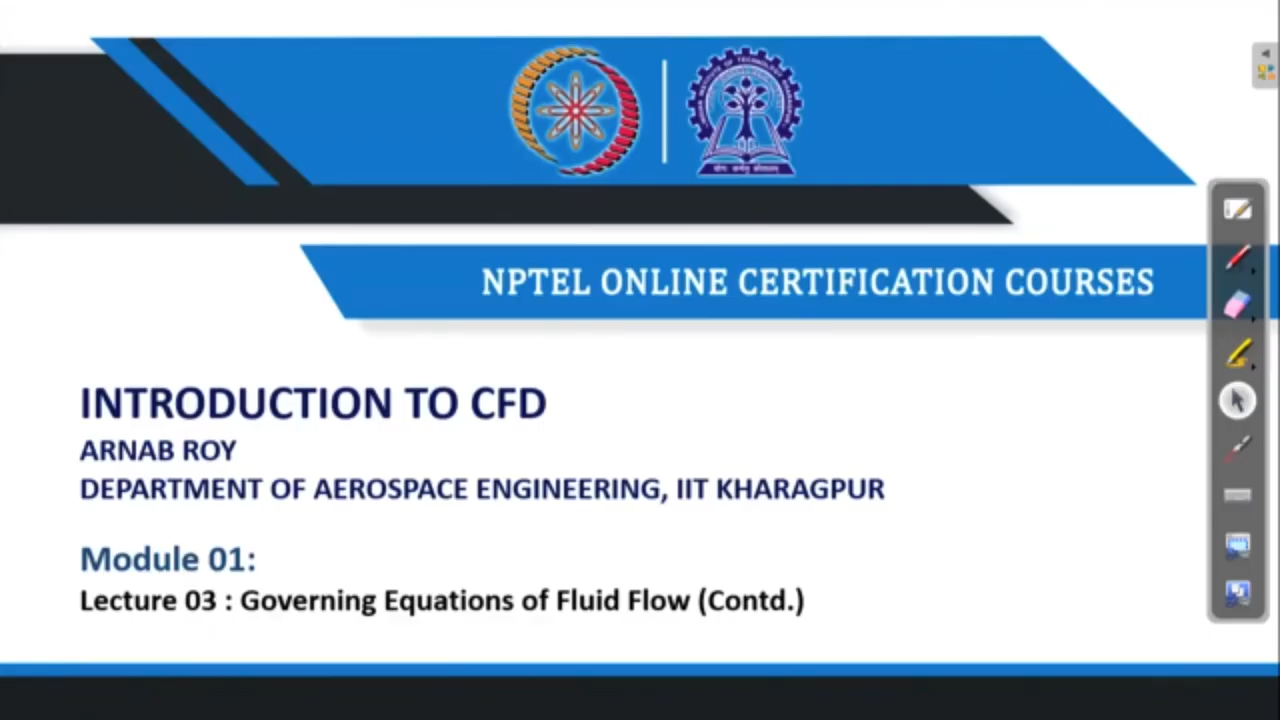 NPTEL ONLINE CERTIFICATION COURSES
INTRODUCTION TO CFD
ARNAB ROY
DEPARTMENT OF AEROSPACE ENGINEERING, IIT KHARAGPUR
Module 01:
Lecture 03 : Governing Equations of Fluid Flow (Contd.)